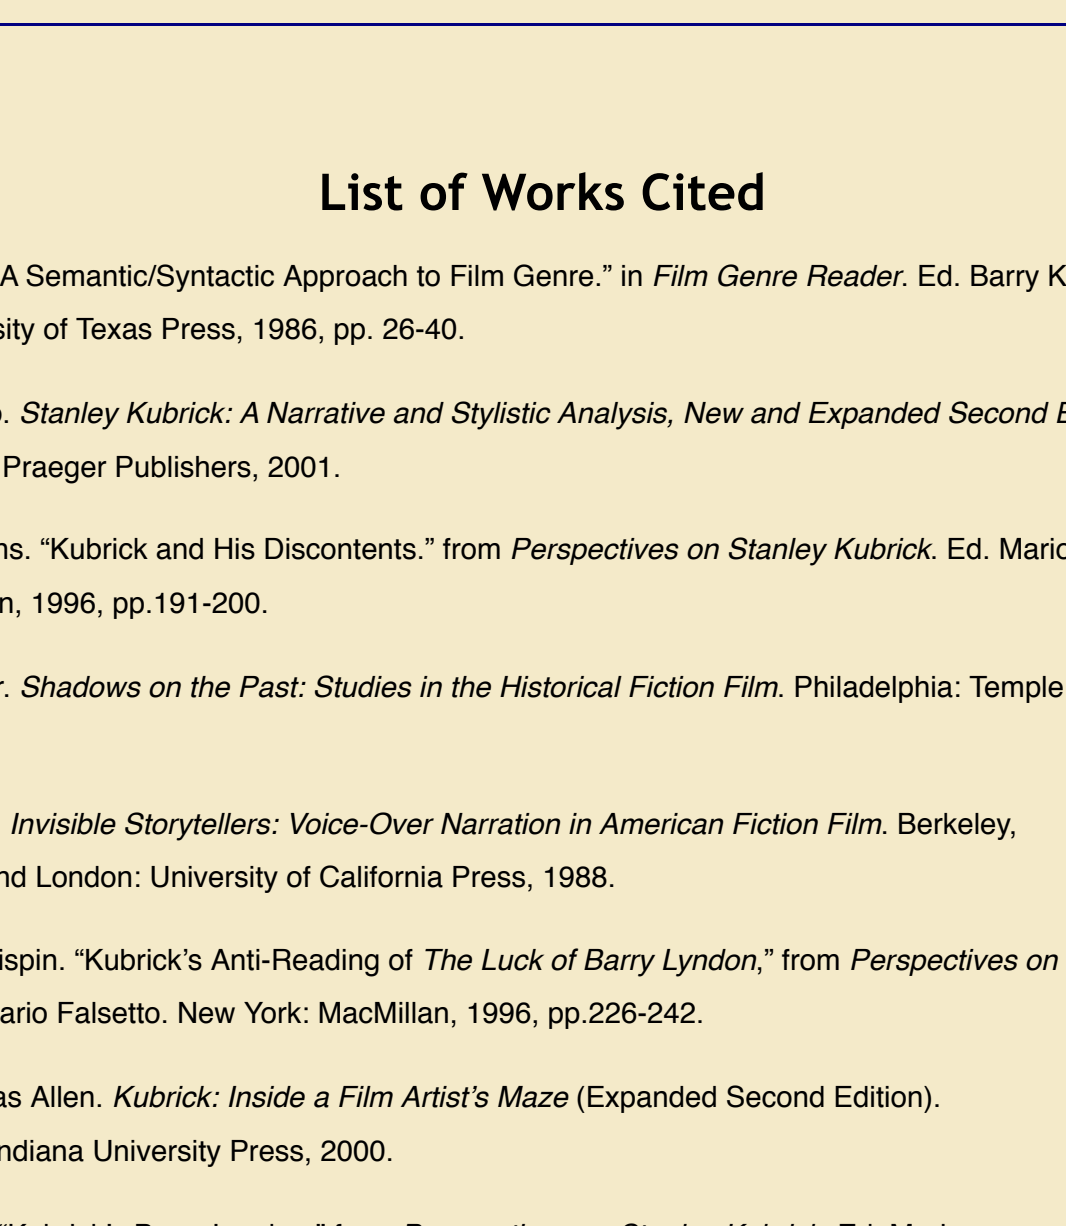 List of Works Cited
A Semantic/Syntactic Approach to Film Genre.” in Film Genre Reader. Ed. Barry K
sity of Texas Press, 1986, pp. 26-40.
. Stanley Kubrick: A Narrative and Stylistic Analysis, New and Expanded Second E
Praeger Publishers, 2001.
ns. “Kubrick and His Discontents.” from Perspectives on Stanley Kubrick. Ed. Mario
n, 1996, pp.191-200.
r. Shadows on the Past: Studies in the Historical Fiction Film. Philadelphia: Temple
Invisible Storytellers: Voice-Over Narration in American Fiction Film. Berkeley,
nd London: University of California Press, 1988.
ispin. “Kubrick’s Anti-Reading of The Luck of Barry Lyndon,” from Perspectives on
ario Falsetto. New York: MacMillan, 1996, pp.226-242.
as Allen. Kubrick: Inside a Film Artist’s Maze (Expanded Second Edition).
ndiana University Press, 2000.